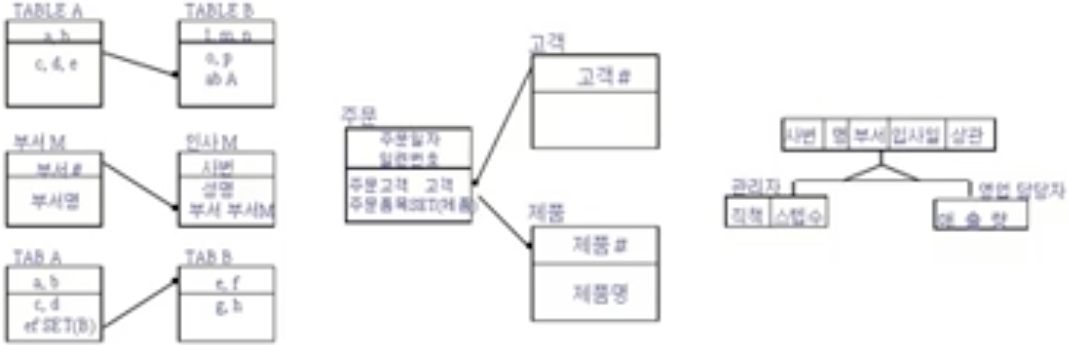 TABLE A
a, b
c, d, e
TABLE B
l, m, n
o, p
ab A
부서 M
부서 #
부서명
인사 M
사번
성명
부서 부서M
TAB A
a, b
c, d
ef SET(B)
TAB B
e, f
g, h
주문
주문일자
일련번호
주문고객 고객
주문품목SET(제품)
고객
고객 #
제품
제품 #
제품명
사번 명 부서 입사일 상관
관리자
직책 스텝수
영업 담당자
매 출 량